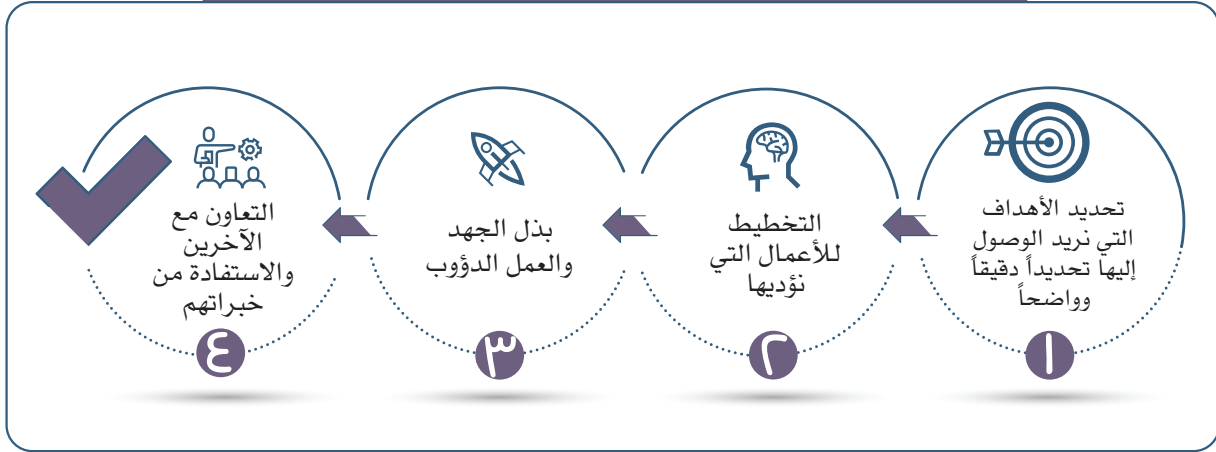 تحديد الأهداف
التي نريد الوصول
إليها تحديداً دقيقاً
وواضحاً
١
التخطيط
للأعمال التي
نؤديها
٢
بذل الجهد
والعمل الدؤوب
٣
التعاون مع
الآخرين
والاستفادة من
خبراتهم
٤